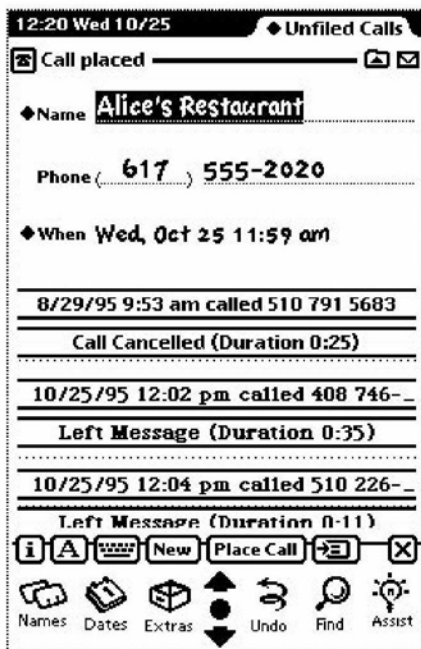 12:20 Wed 10/25 ◆Unfiled Calls
Call placed
◆Name Alice's Restaurant
Phone ( 617 ) 555-2020
◆When Wed, Oct 25 11:59 am
8/29/95 9:53 am called 510 791 5683
Call Cancelled (Duration 0:25)
10/25/95 12:02 pm called 408 746-_
Left Message (Duration 0:35)
10/25/95 12:04 pm called 510 226-_
Left Message (Duration 0:11)
i A New Place Call X
Names Dates Extras Undo Find Assist